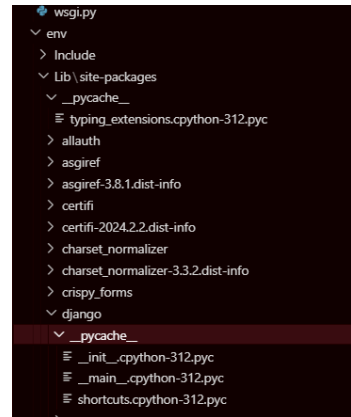 wsgi.py
env
Include
Lib\site-packages
__pycache__
typing_extensions.cpython-312.pyc
allauth
asgiref
asgiref-3.8.1.dist-info
certifi
certifi-2024.2.2.dist-info
charset_normalizer
charset_normalizer-3.3.2.dist-info
crispy_forms
django
__pycache__
__init__.cpython-312.pyc
__main__.cpython-312.pyc
shortcuts.cpython-312.pyc